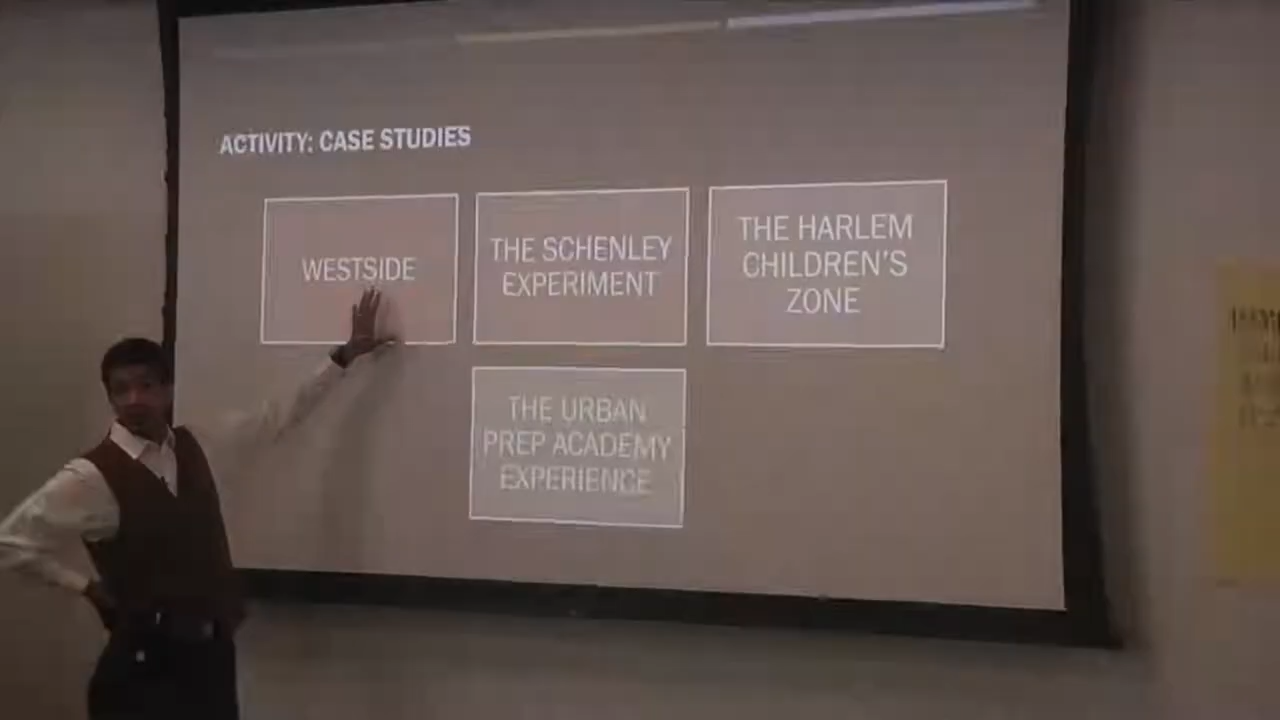 ACTIVITY: CASE STUDIES
WESTSIDE
THE SCHENLEY
EXPERIMENT
THE HARLEM
CHILDREN'S
ZONE
THE URBAN
PREP ACADEMY
EXPERIENCE